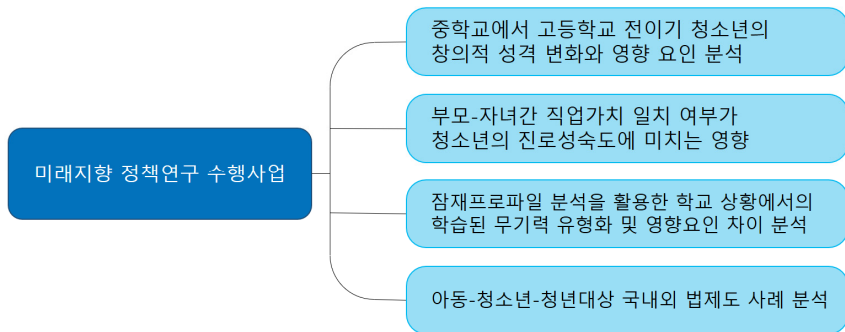 미래지향 정책연구 수행사업
중학교에서 고등학교 전이기 청소년의
창의적 성격 변화와 영향 요인 분석
부모-자녀간 직업가치 일치 여부가
청소년의 진로성숙도에 미치는 영향
잠재프로파일 분석을 활용한 학교 상황에서의
학습된 무기력 유형화 및 영향요인 차이 분석
아동-청소년-청년대상 국내외 법제도 사례 분석